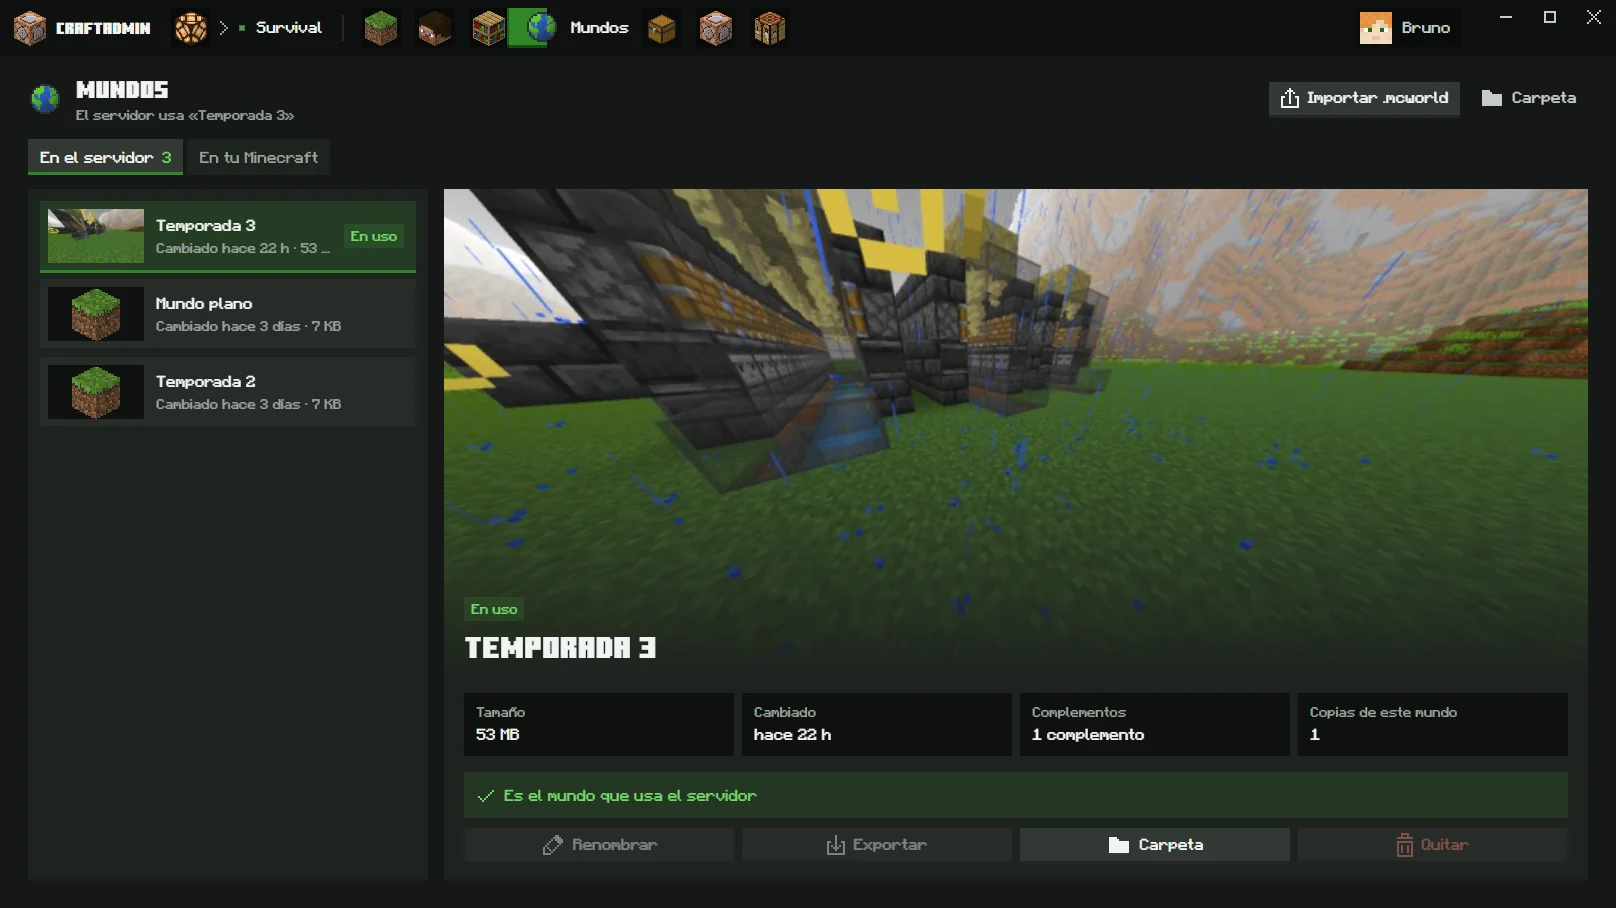 CRAFTADMIN
Survival
Mundos
Bruno
MUNDOS
El servidor usa «Temporada 3»
Importar .mcworld
Carpeta
En el servidor 3
En tu Minecraft
Temporada 3
Cambiado hace 22 h · 53 ...
En uso
Mundo plano
Cambiado hace 3 días · 7 KB
Temporada 2
Cambiado hace 3 días · 7 KB
En uso
TEMPORADA 3
Tamaño
53 MB
Cambiado
hace 22 h
Complementos
1 complemento
Copias de este mundo
1
Es el mundo que usa el servidor
Renombrar
Exportar
Carpeta
Quitar